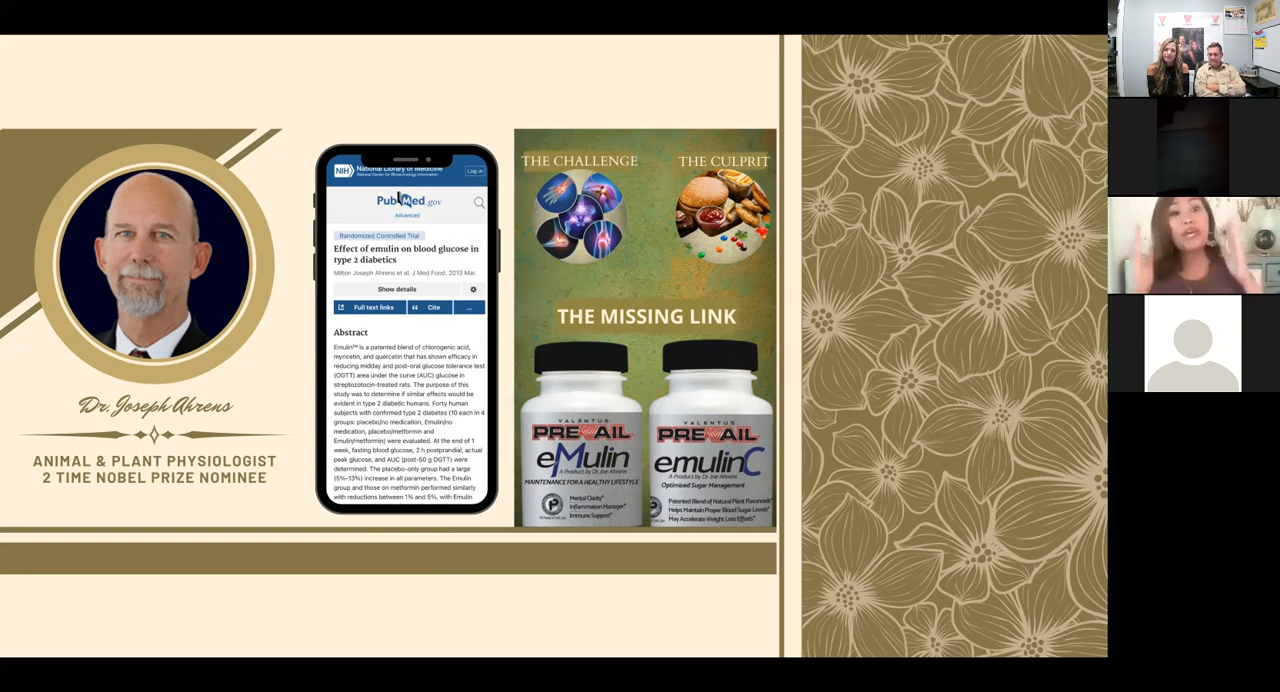 Dr. Joseph Ahrens
ANIMAL & PLANT PHYSIOLOGIST
2 TIME NOBEL PRIZE NOMINEE
NIH National Library of Medicine
National Center for Biotechnology Information
Log in
PubMed.gov
Advanced
Randomized Controlled Trial
Effect of emulin on blood glucose in
type 2 diabetics
Milton Joseph Ahrens et al. J Med Food. 2013 Mar.
Show details
Full text links
Cite
...
Abstract
Emulin™ is a patented blend of chlorogenic acid,
myricetin, and quercetin that has shown efficacy in
reducing midday and post-oral glucose tolerance test
(OGTT) area under the curve (AUC) glucose in
streptozotocin-treated rats. The purpose of this
study was to determine if similar effects would be
evident in type 2 diabetic humans. Forty human
subjects with confirmed type 2 diabetes (10 each in 4
groups: placebo/no medication, Emulin/no
medication, placebo/metformin and
Emulin/metformin) were evaluated. At the end of 1
week, fasting blood glucose, 2 h postprandial, actual
peak glucose, and AUC (post-50 g OGTT) were
determined. The placebo-only group had a large
(5%-13%) increase in all parameters. The Emulin
group and those on metformin performed similarly
with reductions between 1% and 5%, with Emulin
THE CHALLENGE
THE CULPRIT
THE MISSING LINK
VALENTUS
PREVAIL
eMulin
A Product by Dr. Joe Ahrens
MAINTENANCE FOR A HEALTHY LIFESTYLE
Mental Clarity*
Inflammation Manager*
Immune Support*
VALENTUS
PREVAIL
emulinC
A Product by Dr. Joe Ahrens
Optimized Sugar Management
Patented Blend of Natural Plant Flavonoids*
Helps Maintain Proper Blood Sugar Levels*
May Accelerate Weight Loss Efforts*